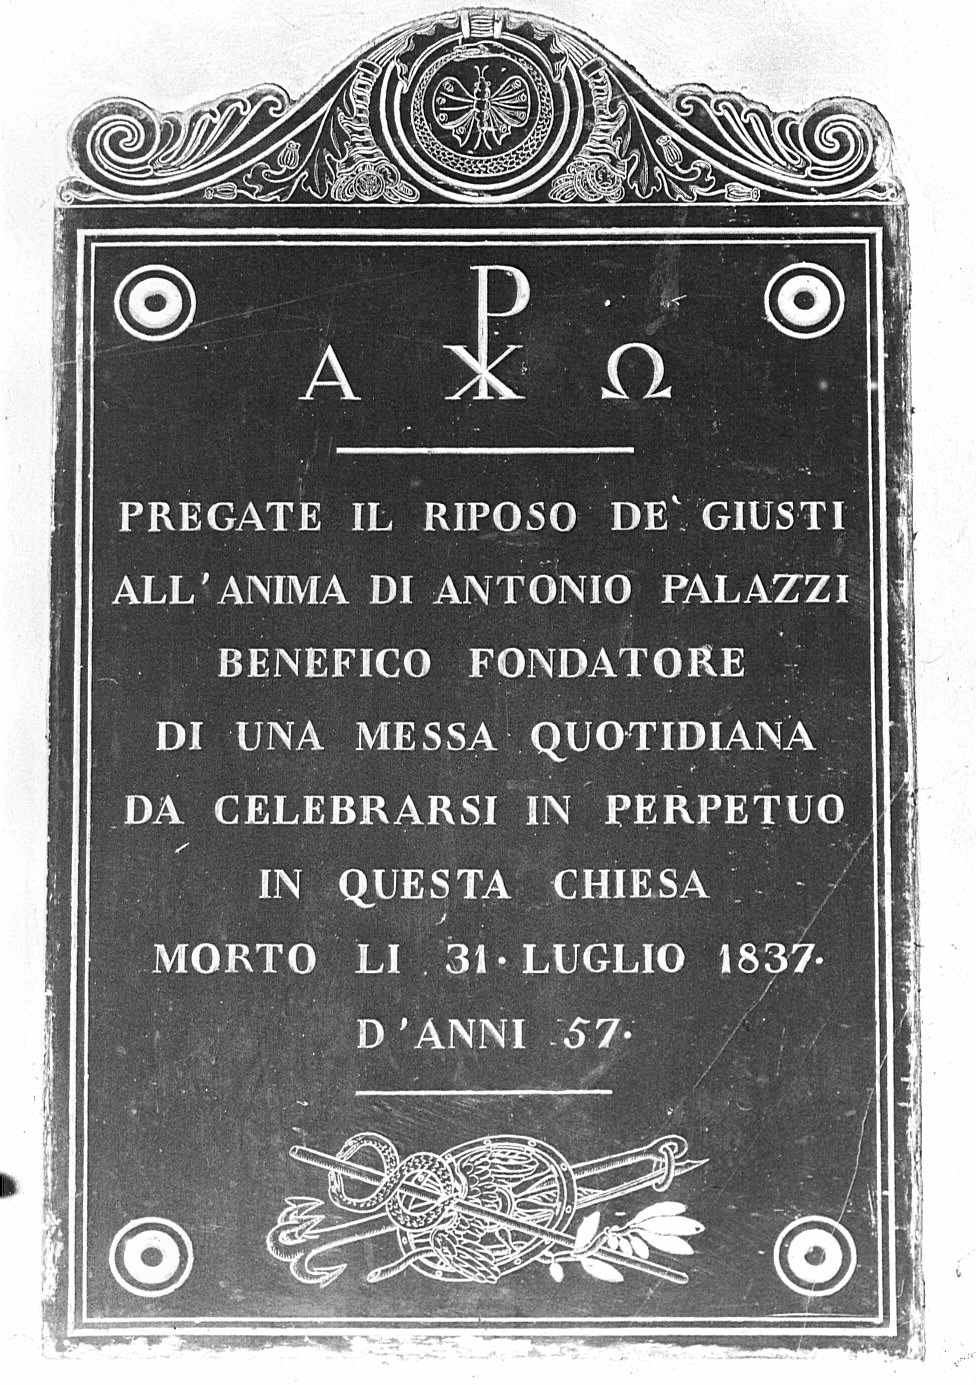 Α ☧ Ω
PREGATE IL RIPOSO DE' GIUSTI
ALL'ANIMA DI ANTONIO PALAZZI
BENEFICO FONDATORE
DI UNA MESSA QUOTIDIANA
DA CELEBRARSI IN PERPETUO
IN QUESTA CHIESA
MORTO LI 31· LUGLIO 1837·
D'ANNI 57·